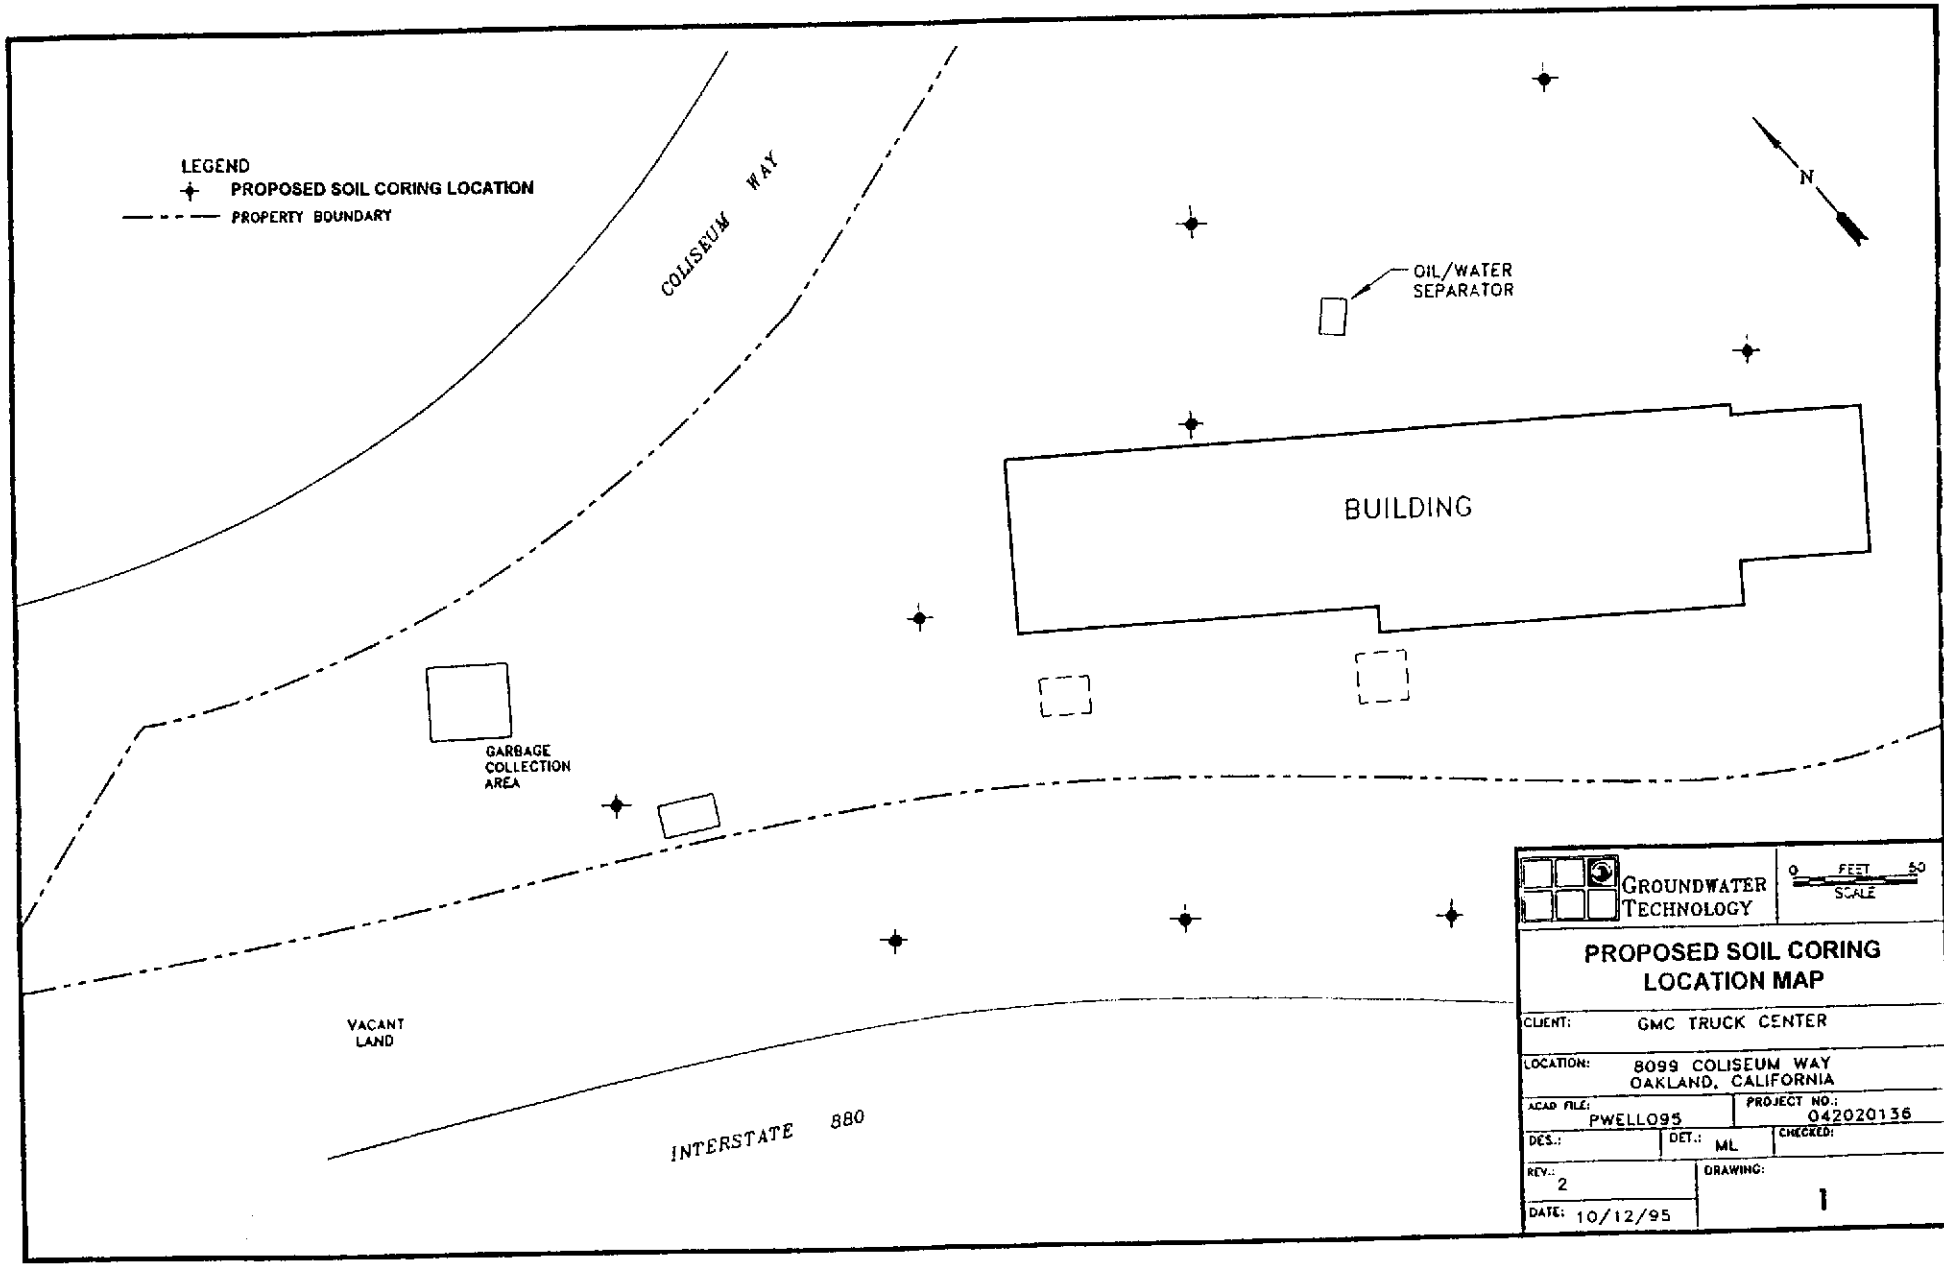 LEGEND
PROPOSED SOIL CORING LOCATION
PROPERTY BOUNDARY
COLISEUM WAY
N
OIL/WATER
SEPARATOR
BUILDING
GARBAGE
COLLECTION
AREA
VACANT
LAND
INTERSTATE 880
GROUNDWATER
TECHNOLOGY
0 FEET 50
SCALE
PROPOSED SOIL CORING
LOCATION MAP
CLIENT: GMC TRUCK CENTER
LOCATION: 8099 COLISEUM WAY
OAKLAND, CALIFORNIA
ACAD FILE: PWELLO95
PROJECT NO.: 042020136
DES.:
DET.: ML
CHECKED:
REV.: 2
DRAWING: 1
DATE: 10/12/95